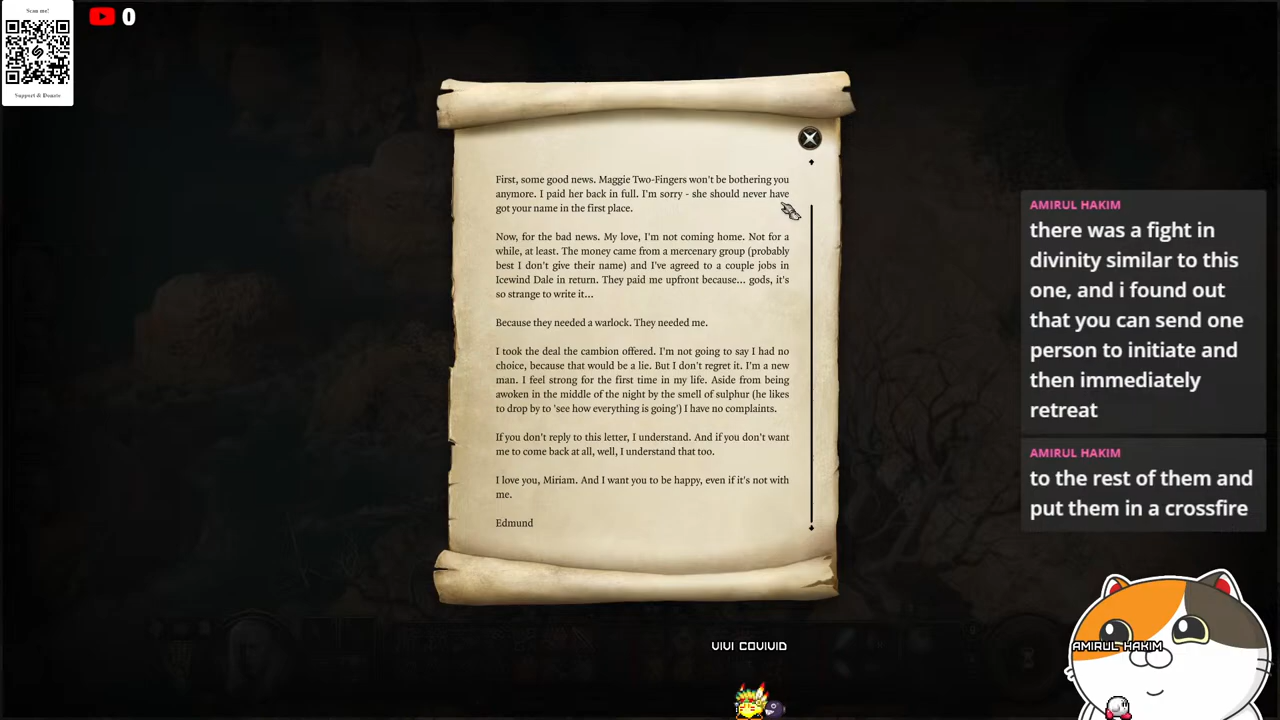 Scan me!
Support & Donate
0
First, some good news. Maggie Two-Fingers won't be bothering you
anymore. I paid her back in full. I'm sorry - she should never have
got your name in the first place.
Now, for the bad news. My love, I'm not coming home. Not for a
while, at least. The money came from a mercenary group (probably
best I don't give their name) and I've agreed to a couple jobs in
Icewind Dale in return. They paid me upfront because... gods, it's
so strange to write it...
Because they needed a warlock. They needed me.
I took the deal the cambion offered. I'm not going to say I had no
choice, because that would be a lie. But I don't regret it. I'm a new
man. I feel strong for the first time in my life. Aside from being
awoken in the middle of the night by the smell of sulphur (he likes
to drop by to 'see how everything is going') I have no complaints.
If you don't reply to this letter, I understand. And if you don't want
me to come back at all, well, I understand that too.
I love you, Miriam. And I want you to be happy, even if it's not with
me.
Edmund
AMIRUL HAKIM
there was a fight in
divinity similar to this
one, and i found out
that you can send one
person to initiate and
then immediately
retreat
AMIRUL HAKIM
to the rest of them and
put them in a crossfire
VIVI COVIVID
AMIRUL HAKIM